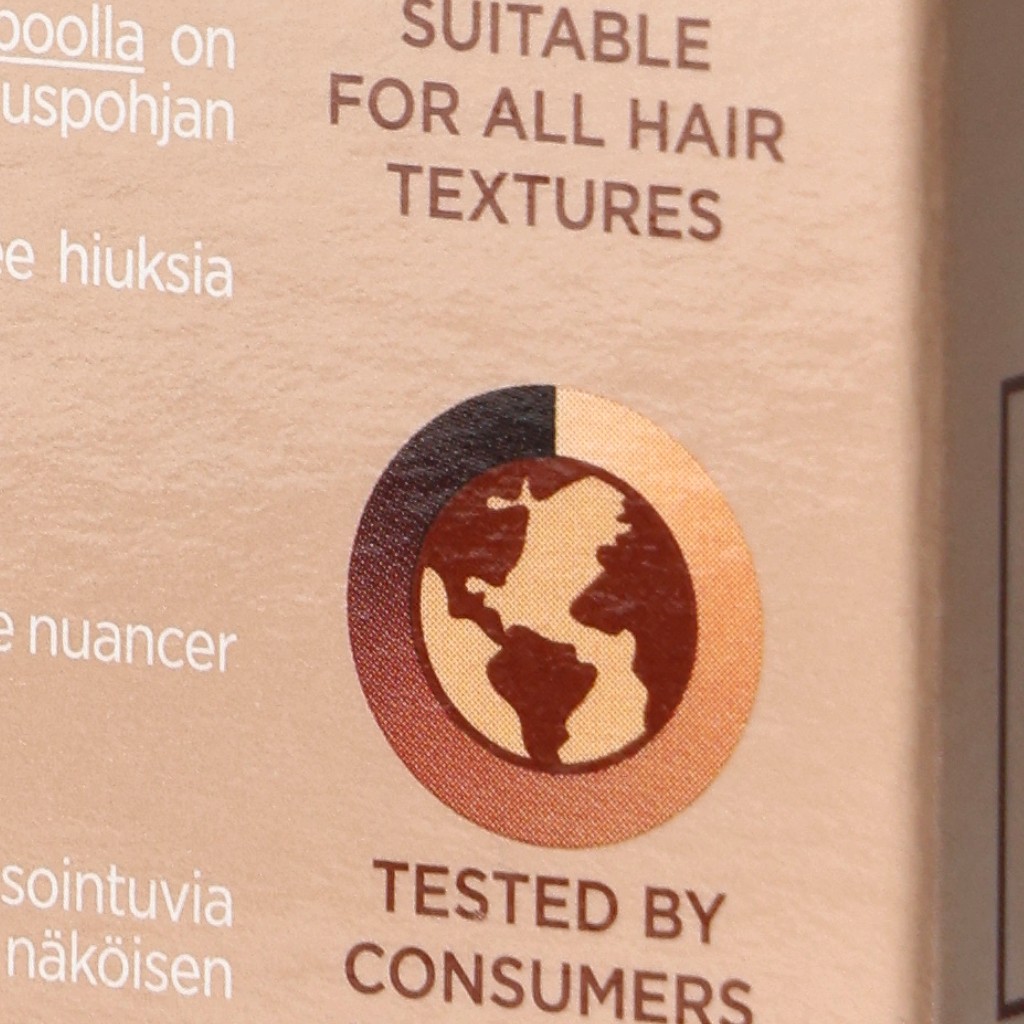 poolla on
uspohjan
ee hiuksia
e nuancer
sointuvia
näköisen
SUITABLE
FOR ALL HAIR
TEXTURES
TESTED BY
CONSUMERS